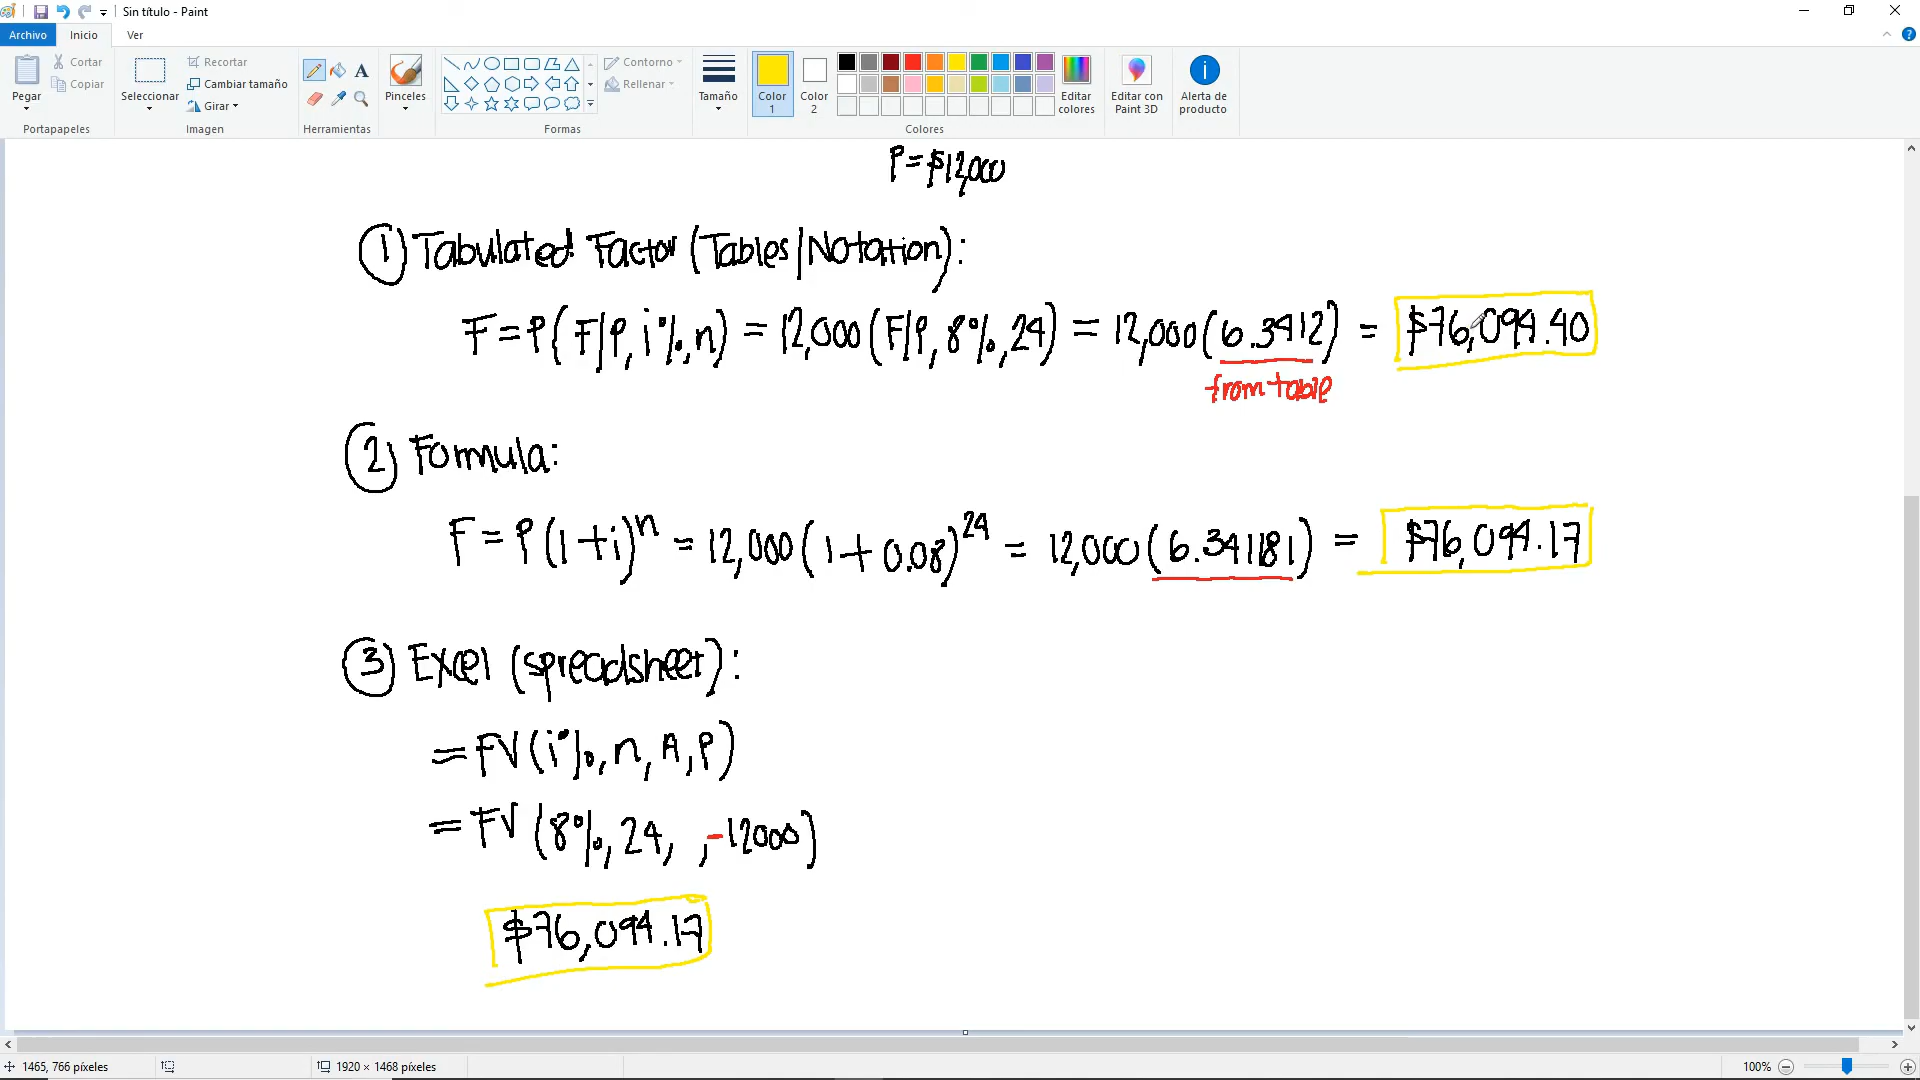 Sin título - Paint
Archivo Inicio Ver
Pegar
Cortar
Copiar
Portapapeles
Seleccionar
Recortar
Cambiar tamaño
Girar
Imagen
Herramientas
Pinceles
Contorno
Rellenar
Formas
Tamaño
Color 1
Color 2
Colores
Editar colores
Editar con Paint 3D
Alerta de producto
P = $12,000
① Tabulated Factor (Tables | Notation):
F = P(F/P, i%, n) = 12,000 (F/P, 8%, 24) = 12,000 (6.3412) = $76,094.40
from table
② Formula:
F = P(1+i)^n = 12,000 (1+0.08)^24 = 12,000 (6.341181) = $76,094.17
③ Excel (spreadsheet):
= FV(i%, n, A, P)
= FV(8%, 24, , -12000)
$76,094.17
1465, 766 píxeles
1920 × 1468 píxeles
100%